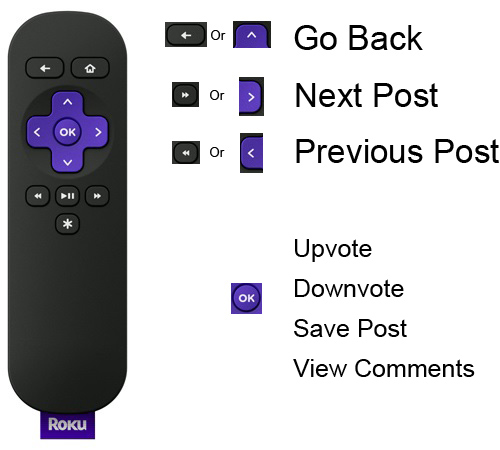 Or Go Back
Or Next Post
Or Previous Post
OK
Upvote
OK
Downvote
Save Post
View Comments
Roku